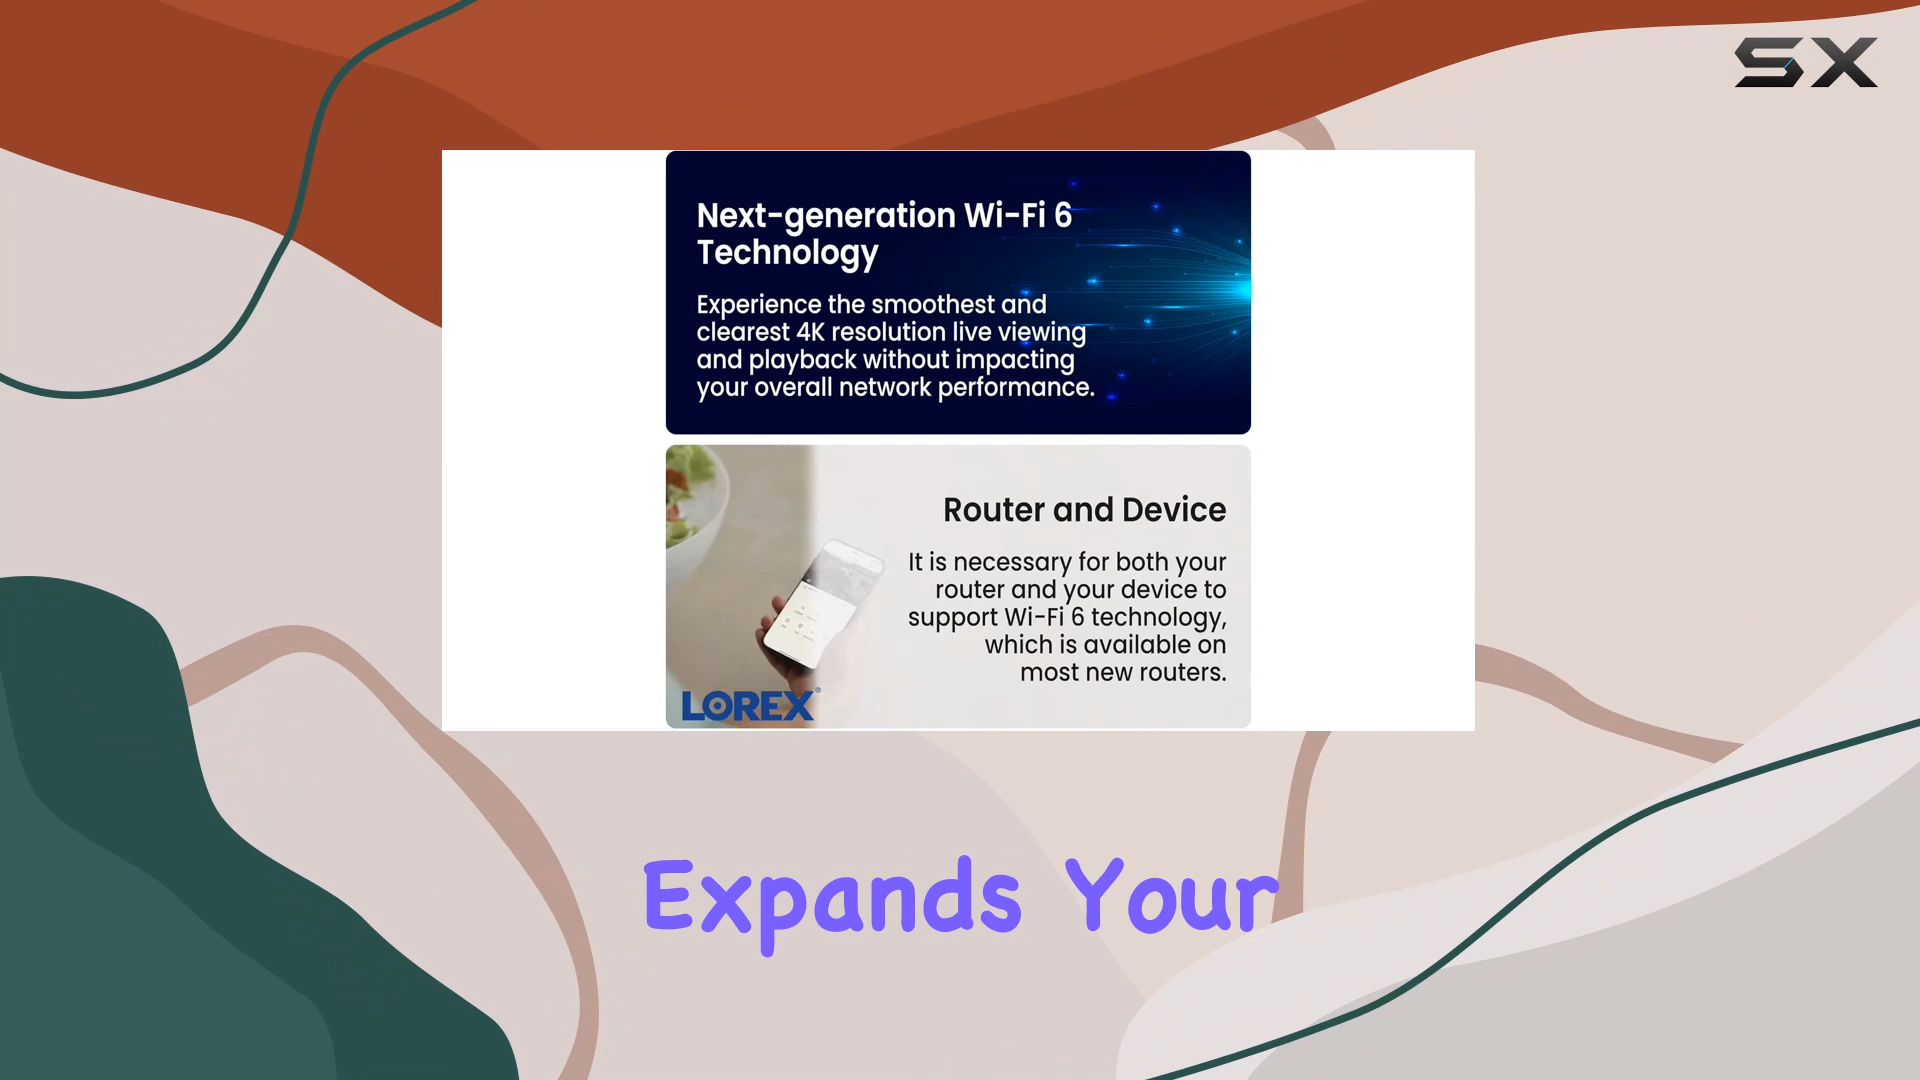 SX
Next-generation Wi-Fi 6
Technology
Experience the smoothest and
clearest 4K resolution live viewing
and playback without impacting
your overall network performance.
Router and Device
It is necessary for both your
router and your device to
support Wi-Fi 6 technology,
which is available on
most new routers.
LOREX®
Expands Your